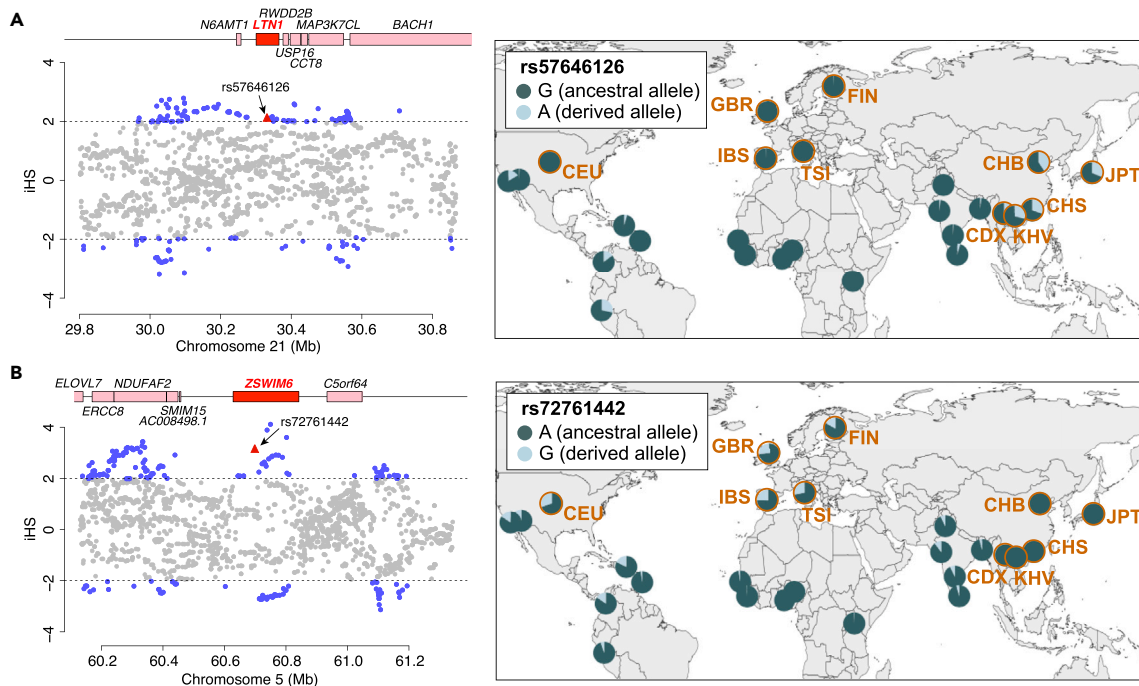 A
RWDD2B
N6AMT1 LTN1 MAP3K7CL BACH1
USP16
CCT8
rs57646126
iHS
4
2
0
−2
−4
29.8 30.0 30.2 30.4 30.6 30.8
Chromosome 21 (Mb)
rs57646126
G (ancestral allele)
A (derived allele)
GBR
FIN
IBS
TSI
CEU
CHB
JPT
CHS
CDX
KHV
B
ELOVL7 NDUFAF2 ZSWIM6 C5orf64
ERCC8 SMIM15
AC008498.1
rs72761442
iHS
4
2
0
−2
−4
60.2 60.4 60.6 60.8 61.0 61.2
Chromosome 5 (Mb)
rs72761442
A (ancestral allele)
G (derived allele)
GBR
FIN
IBS
TSI
CEU
CHB
JPT
CHS
CDX
KHV